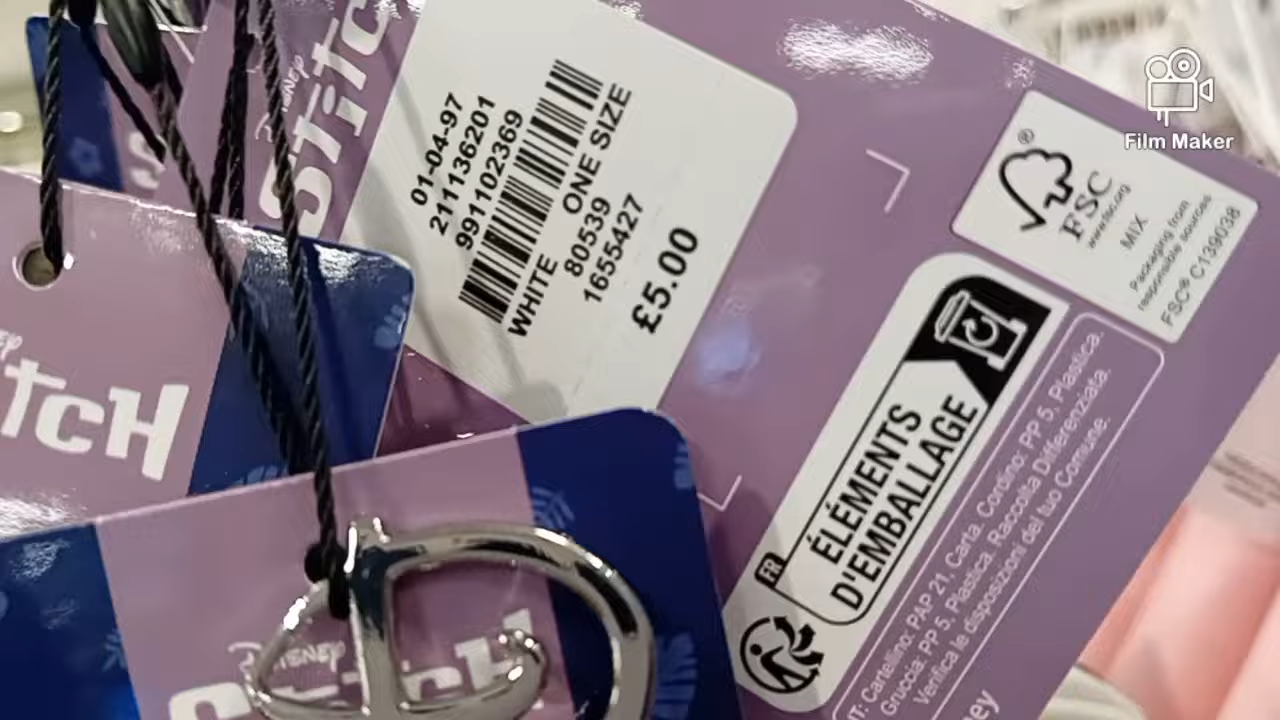 Film Maker
DISNEY
Stitch
01-04-97
211136201
991102369
WHITE ONE SIZE
80539
1655427
£5.00
FSC®
www.fsc.org
MIX
Packaging from
responsible sources
FSC® C139038
FR
ÉLÉMENTS
D'EMBALLAGE
IT: Cartellino: PAP 21, Carta. Cordino: PP 5, Plastica.
Gruccia: PP 5, Plastica. Raccolta Differenziata.
Verifica le disposizioni del tuo Comune.
DISNEY